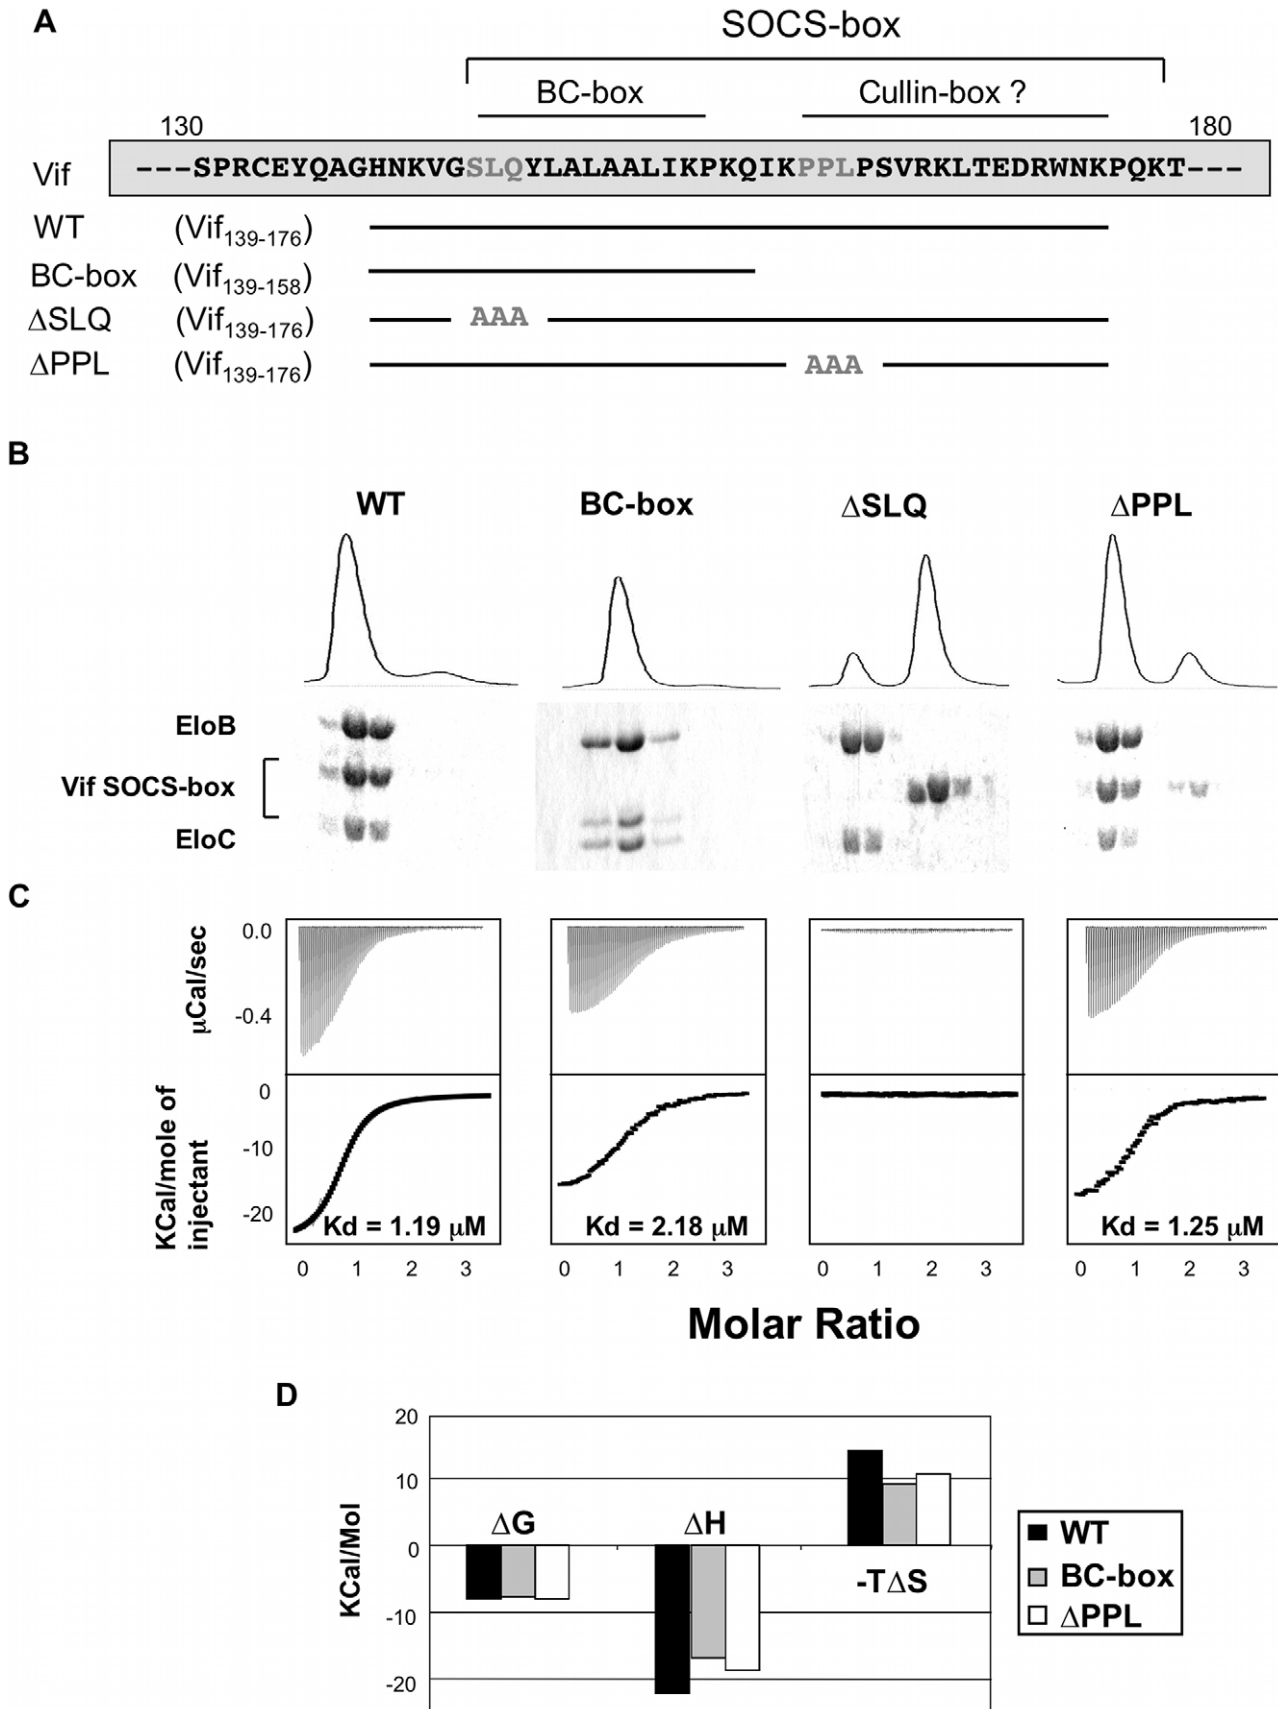 A
SOCS-box
BC-box Cullin-box ?
130 180
Vif ---SPRCEYQAGHNKVGSLQYLALAALIKPKQIKPPLPSVRKLTEDRWNKPQKT---
WT (Vif139-176)
BC-box (Vif139-158)
ΔSLQ (Vif139-176) AAA
ΔPPL (Vif139-176) AAA
B
WT BC-box ΔSLQ ΔPPL
EloB
Vif SOCS-box
EloC
C
μCal/sec
0.0
-0.4
KCal/mole of
injectant
0
-10
-20
Kd = 1.19 μM Kd = 2.18 μM Kd = 1.25 μM
0 1 2 3 0 1 2 3 0 1 2 3 0 1 2 3
Molar Ratio
D
KCal/Mol
20
10
0
-10
-20
ΔG ΔH
-TΔS
WT
BC-box
ΔPPL